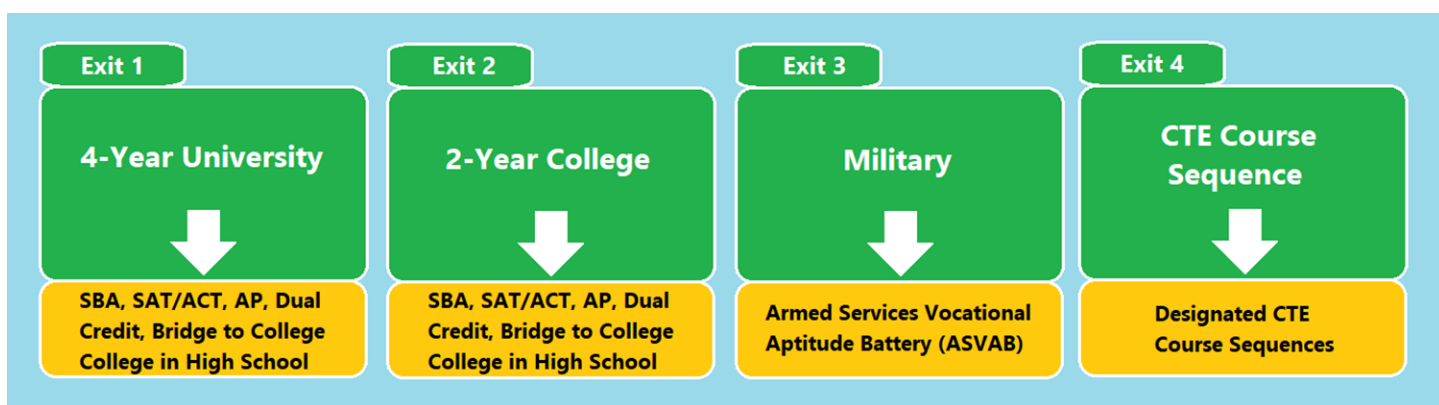 Exit 1
4-Year University
SBA, SAT/ACT, AP, Dual
Credit, Bridge to College
College in High School
Exit 2
2-Year College
SBA, SAT/ACT, AP, Dual
Credit, Bridge to College
College in High School
Exit 3
Military
Armed Services Vocational
Aptitude Battery (ASVAB)
Exit 4
CTE Course
Sequence
Designated CTE
Course Sequences